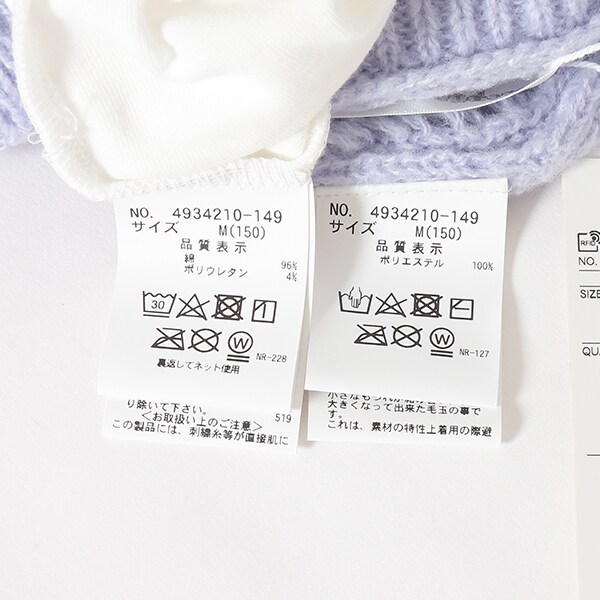 NO. 4934210-149
サイズ M(150)
品質表示
綿 96%
ポリウレタン 4%
30
W
NR-228
裏返してネット使用
り除いて下さい。 519
<お取扱い上のご注意>
この製品には、刺繍糸等が直接肌に
NO. 4934210-149
サイズ M(150)
品質表示
ポリエステル 100%
W
NR-127
大きくなって出来た毛玉の事で
す。
これは、素材の特性上着用の際避
RFID
NO.
SIZE
QU